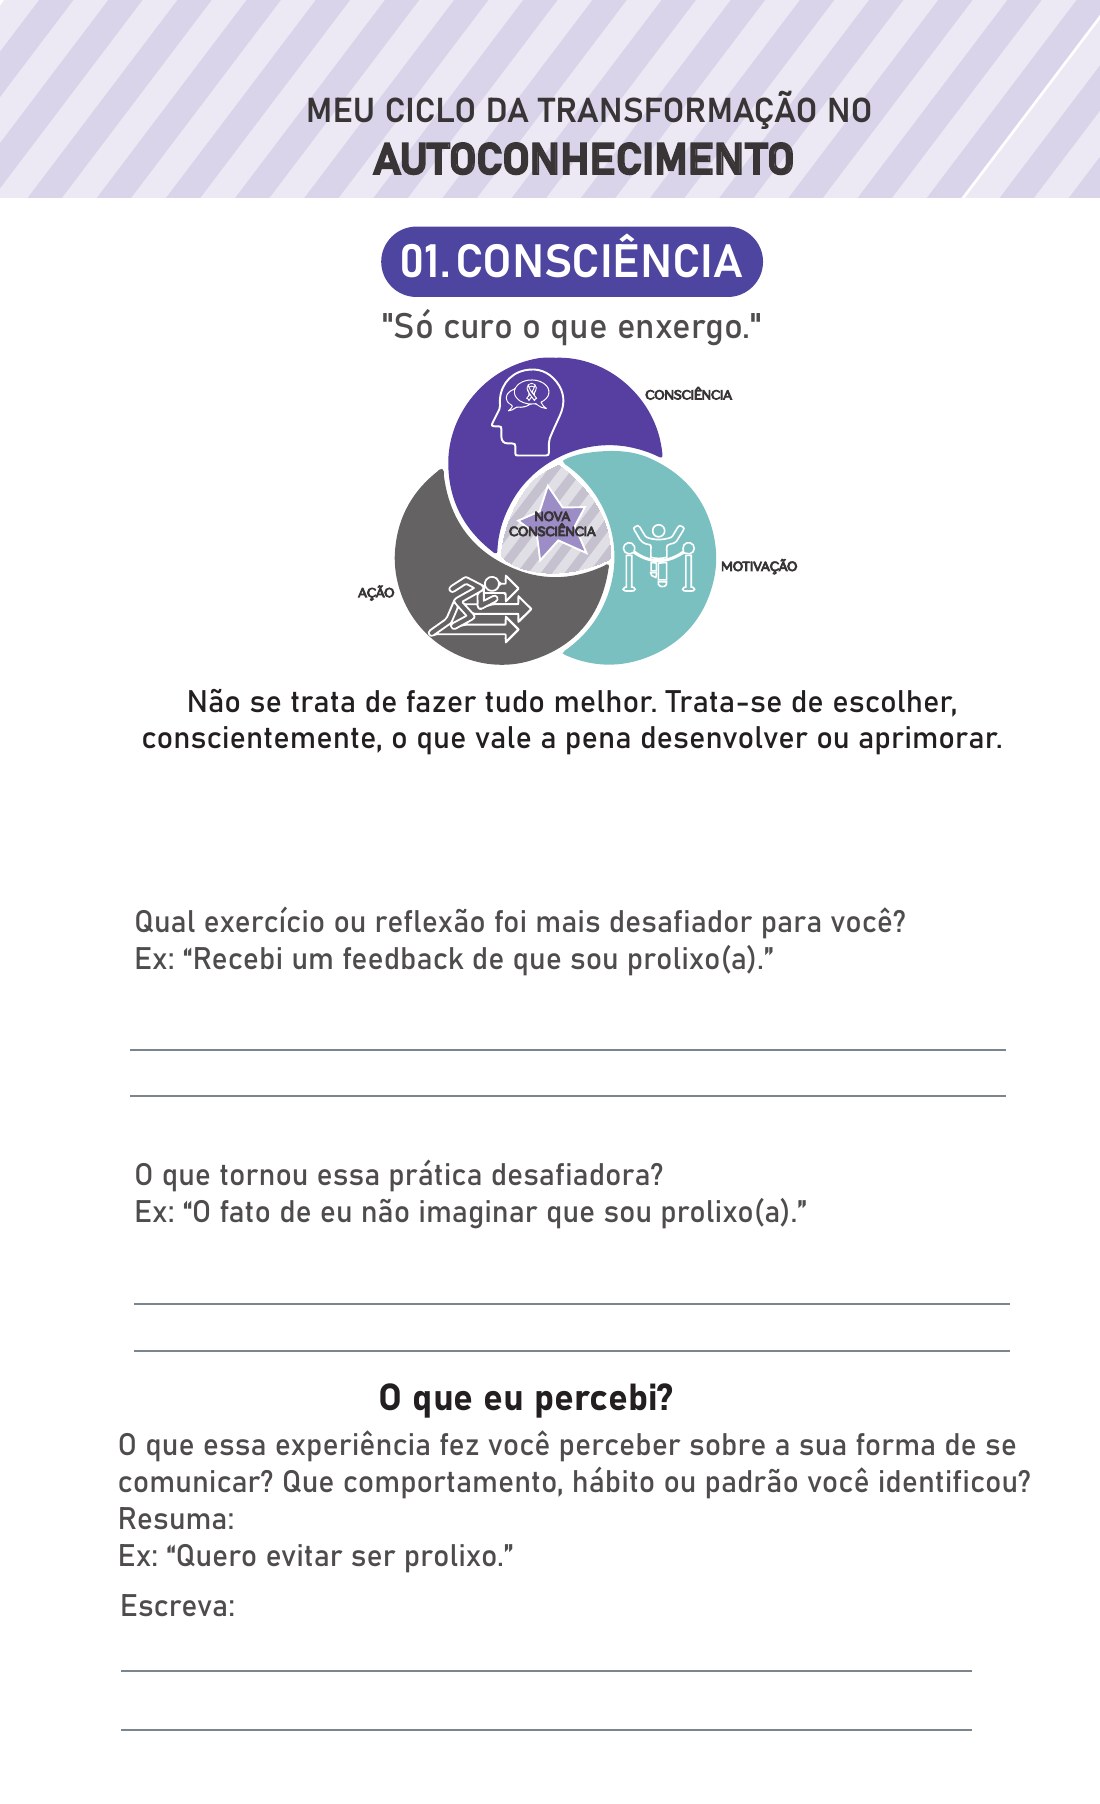 MEU CICLO DA TRANSFORMAÇÃO NO
AUTOCONHECIMENTO
01. CONSCIÊNCIA
"Só curo o que enxergo."
CONSCIÊNCIA
NOVA
CONSCIÊNCIA
MOTIVAÇÃO
AÇÃO
Não se trata de fazer tudo melhor. Trata-se de escolher,
conscientemente, o que vale a pena desenvolver ou aprimorar.
Qual exercício ou reflexão foi mais desafiador para você?
Ex: “Recebi um feedback de que sou prolixo(a).”
O que tornou essa prática desafiadora?
Ex: “O fato de eu não imaginar que sou prolixo(a).”
O que eu percebi?
O que essa experiência fez você perceber sobre a sua forma de se
comunicar? Que comportamento, hábito ou padrão você identificou?
Resuma:
Ex: “Quero evitar ser prolixo.”
Escreva: